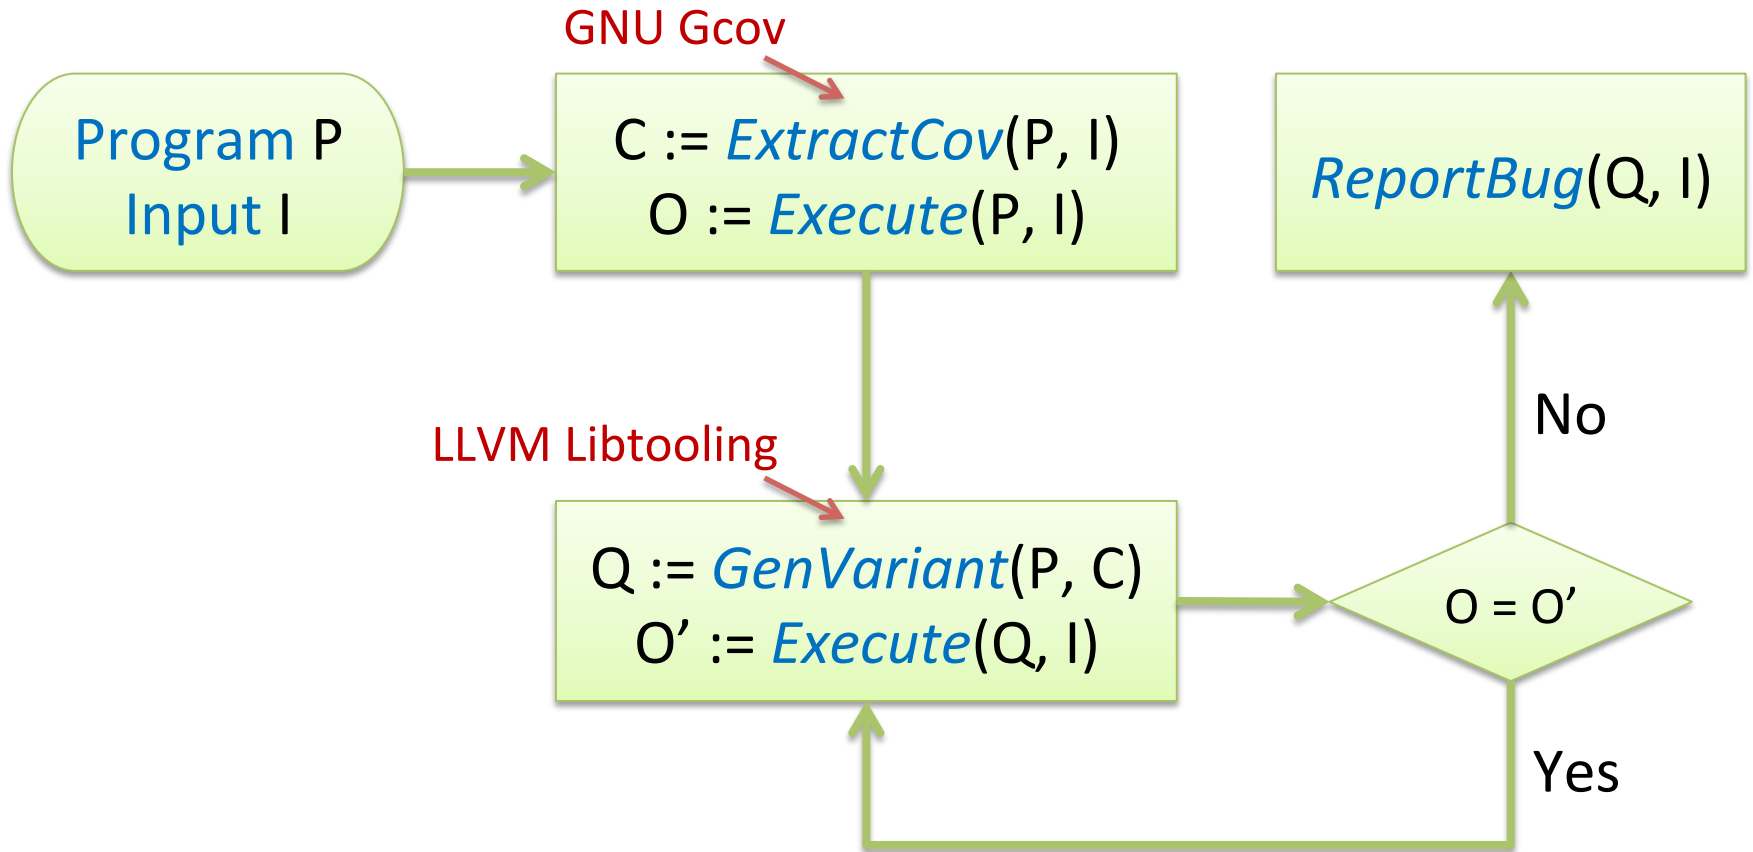 GNU Gcov
Program P
Input I
C := ExtractCov(P, I)
O := Execute(P, I)
ReportBug(Q, I)
No
LLVM Libtooling
Q := GenVariant(P, C)
O’ := Execute(Q, I)
O = O’
Yes